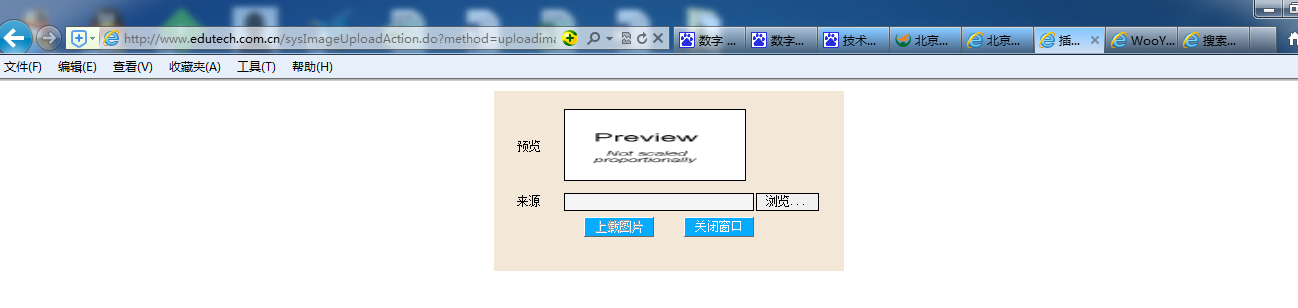 http://www.edutech.com.cn/sysImageUploadAction.do?method=uploadima
数字 ...
数字...
技术...
北京...
北京...
插...
WooY...
搜索...
文件(F) 编辑(E) 查看(V) 收藏夹(A) 工具(T) 帮助(H)
预览
Preview
Not scaled
proportionally
来源
浏览...
上载图片
关闭窗口